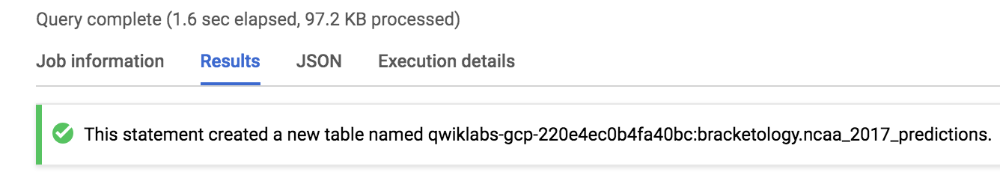 Query complete (1.6 sec elapsed, 97.2 KB processed)
Job information Results JSON Execution details
This statement created a new table named qwiklabs-gcp-220e4ec0b4fa40bc:bracketology.ncaa_2017_predictions.